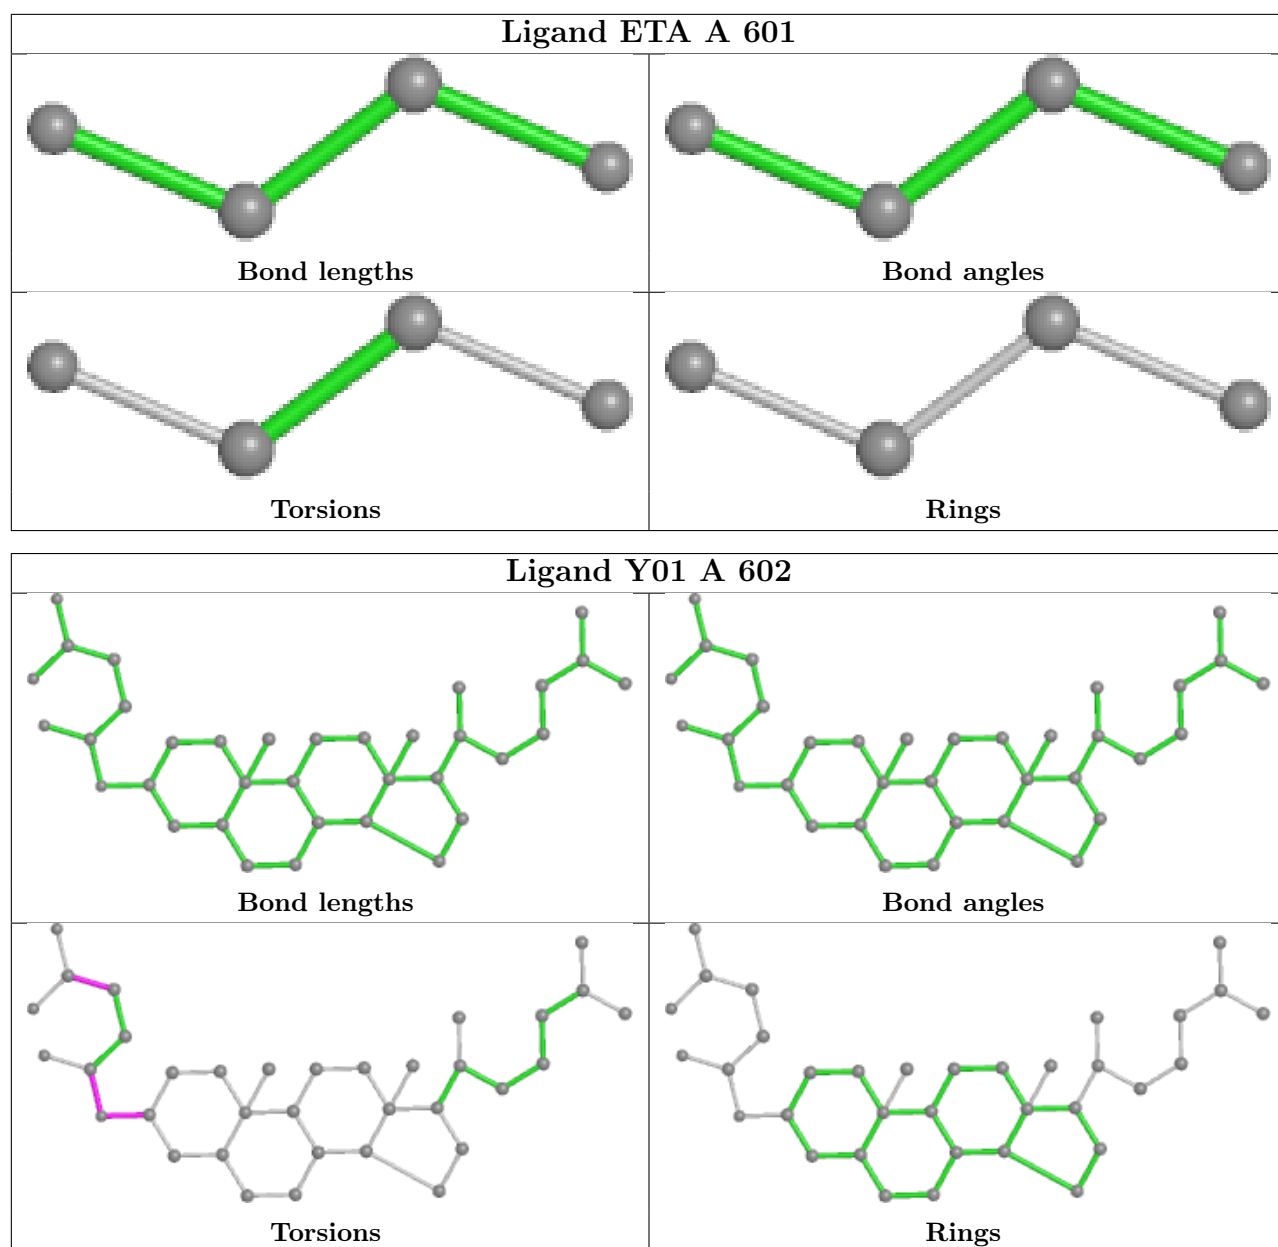 Ligand ETA A 601
Bond lengths
Bond angles
Torsions
Rings
Ligand Y01 A 602
Bond lengths
Bond angles
Torsions
Rings